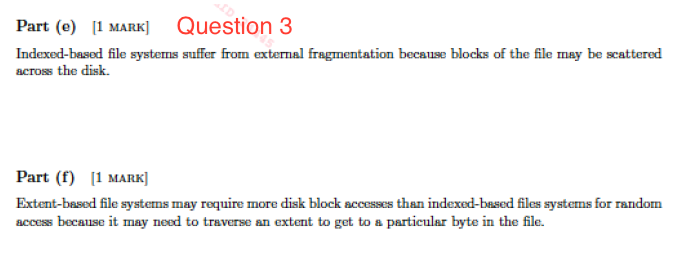 Part (e) [1 MARK] Question 3
Indexed-based file systems suffer from external fragmentation because blocks of the file may be scattered
across the disk.
Part (f) [1 MARK]
Extent-based file systems may require more disk block accesses than indexed-based files systems for random
access because it may need to traverse an extent to get to a particular byte in the file.